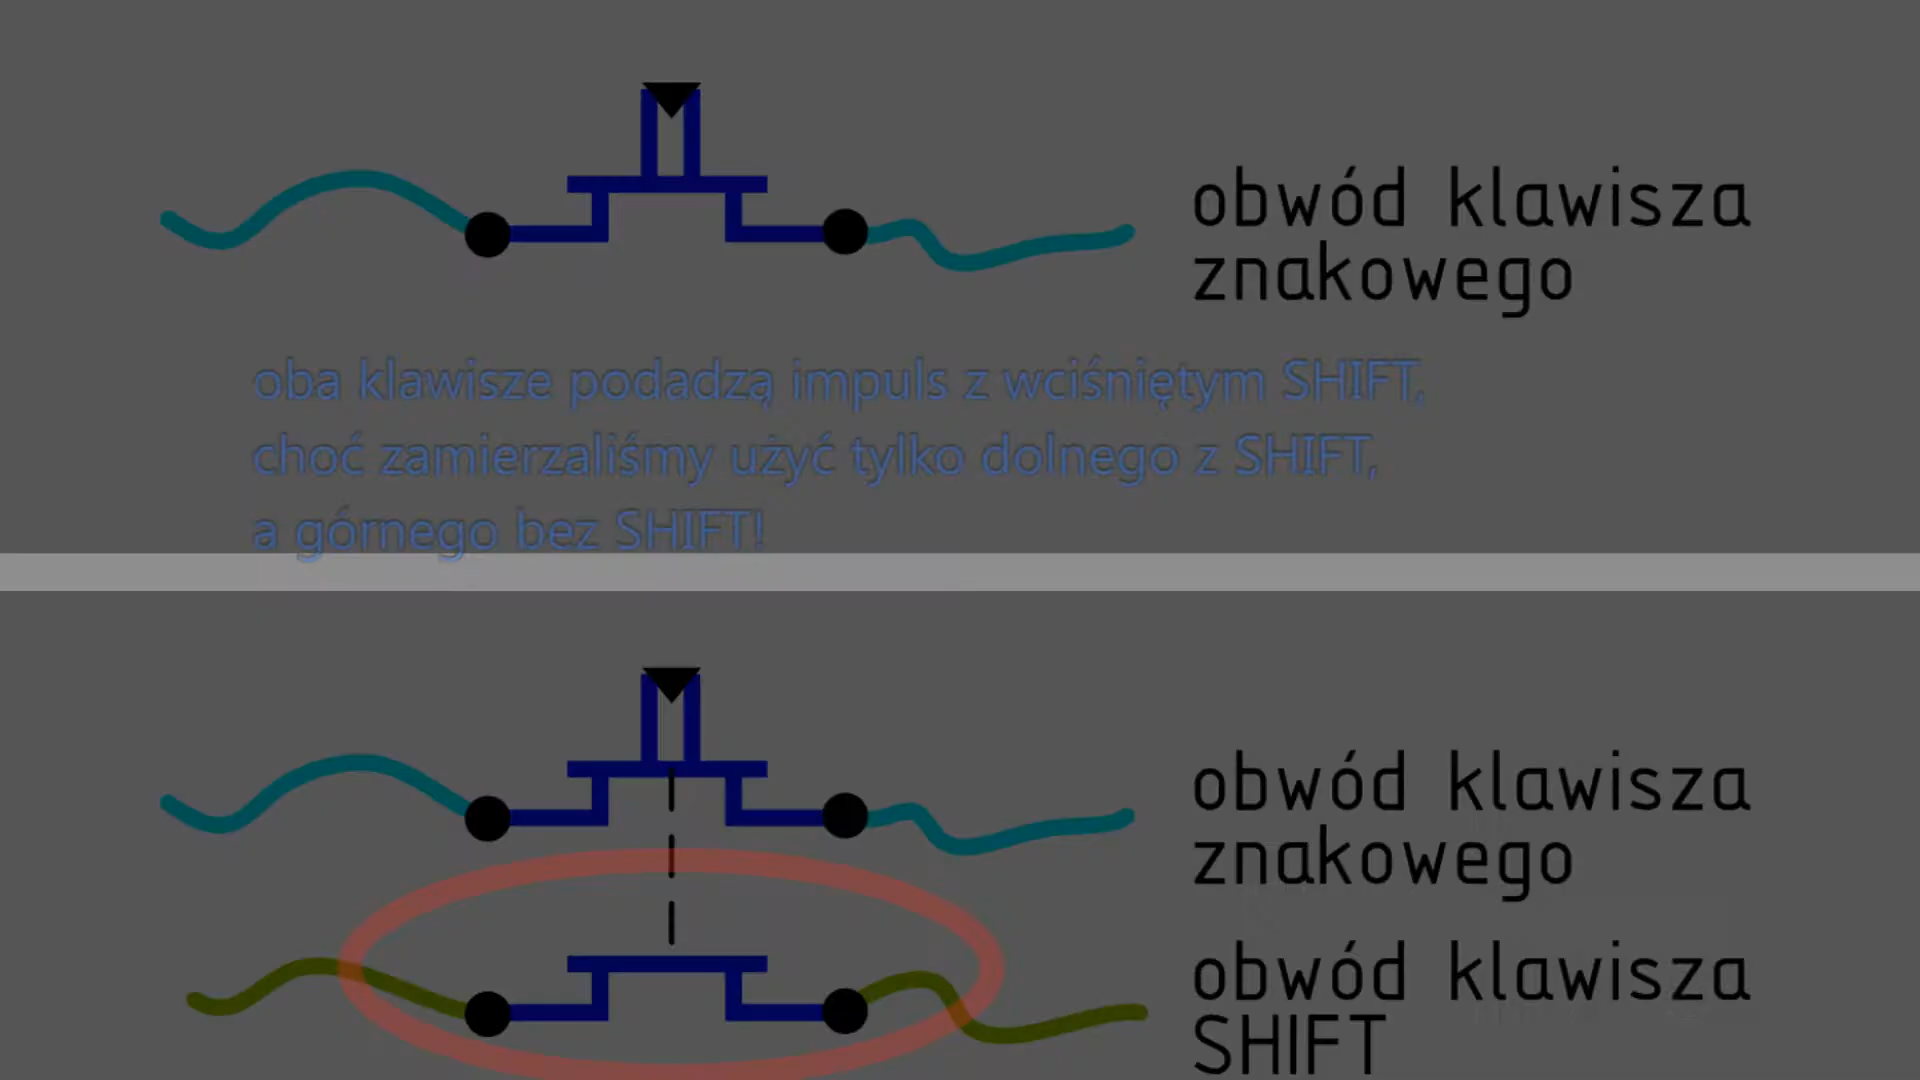 obwód klawisza
znakowego
oba klawisze podadzą impuls z wciśniętym SHIFT,
choć zamierzaliśmy użyć tylko dolnego z SHIFT,
a górnego bez SHIFT!
obwód klawisza
znakowego
obwód klawisza
SHIFT